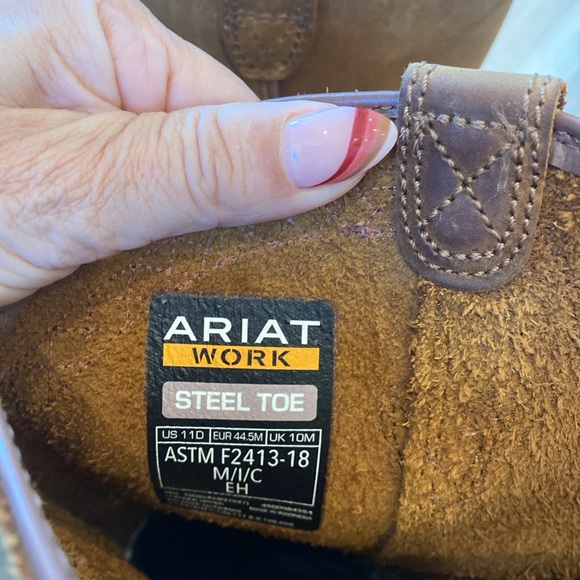 ARIAT
WORK
STEEL TOE
US 11D EUR 44.5M UK 10M
ASTM F2413-18
M/I/C
EH